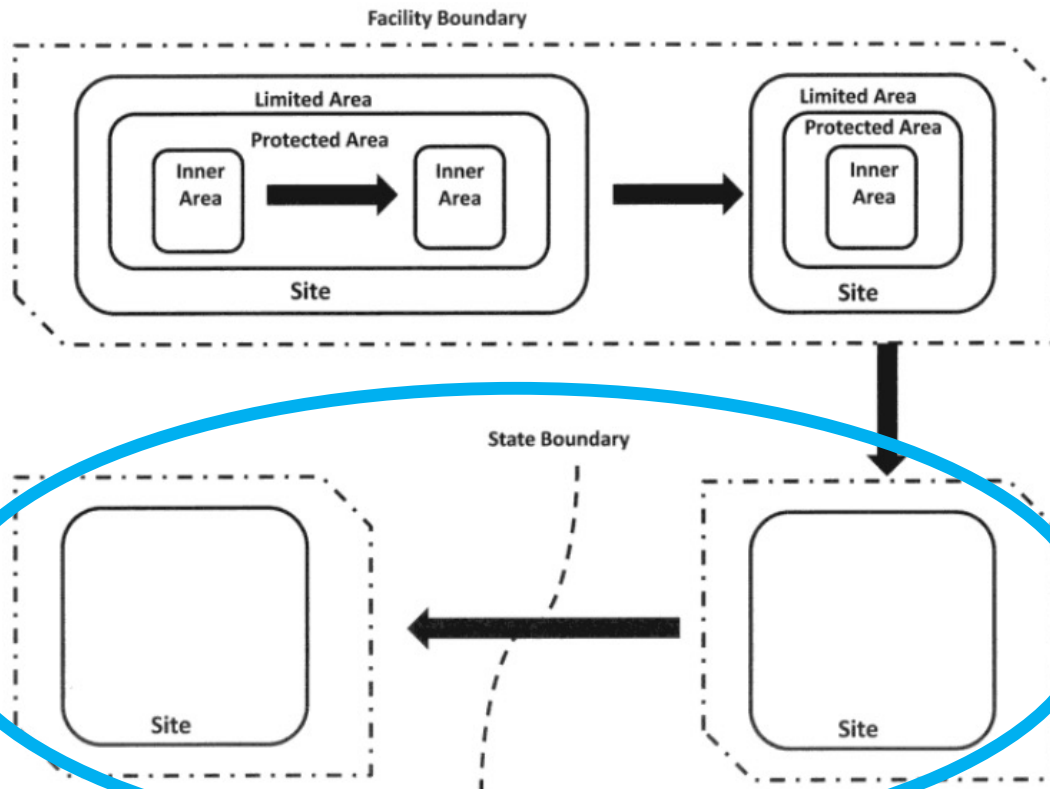 Facility Boundary
Limited Area
Protected Area
Inner
Area
Inner
Area
Site
Limited Area
Protected Area
Inner
Area
Site
State Boundary
Site
Site